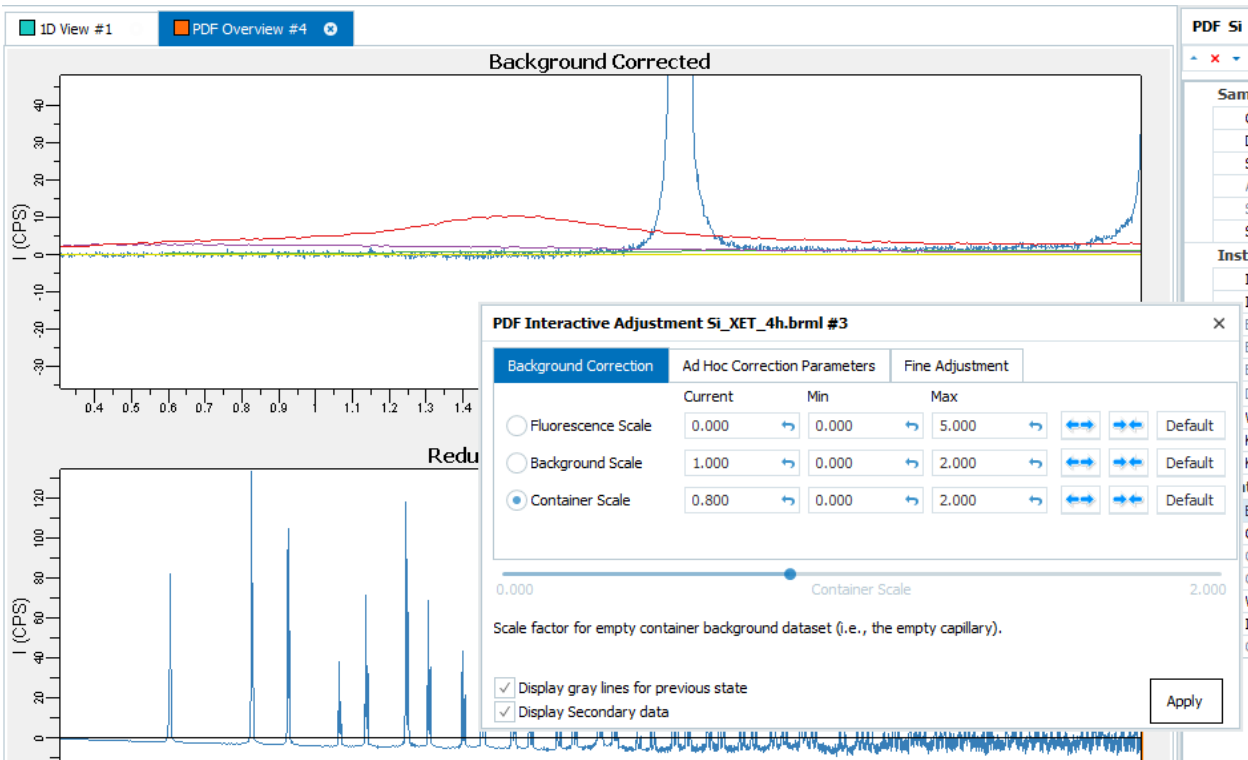 1D View #1
PDF Overview #4
PDF Si
Background Corrected
Sam
I (CPS)
40
30
20
10
0
-10
-20
-30
0.4 0.5 0.6 0.7 0.8 0.9 1 1.1 1.2 1.3 1.4
Inst
PDF Interactive Adjustment Si_XET_4h.brml #3
Background Correction Ad Hoc Correction Parameters Fine Adjustment
Current Min Max
Fluorescence Scale 0.000 0.000 5.000 Default
Background Scale 1.000 0.000 2.000 Default
Container Scale 0.800 0.000 2.000 Default
0.000 Container Scale 2.000
Scale factor for empty container background dataset (i.e., the empty capillary).
Display gray lines for previous state
Display Secondary data
Apply
Redu
I (CPS)
120
100
80
60
40
20
0